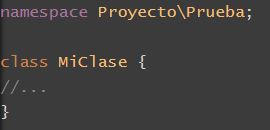 namespace Proyecto\Prueba;
class MiClase {
//...
}